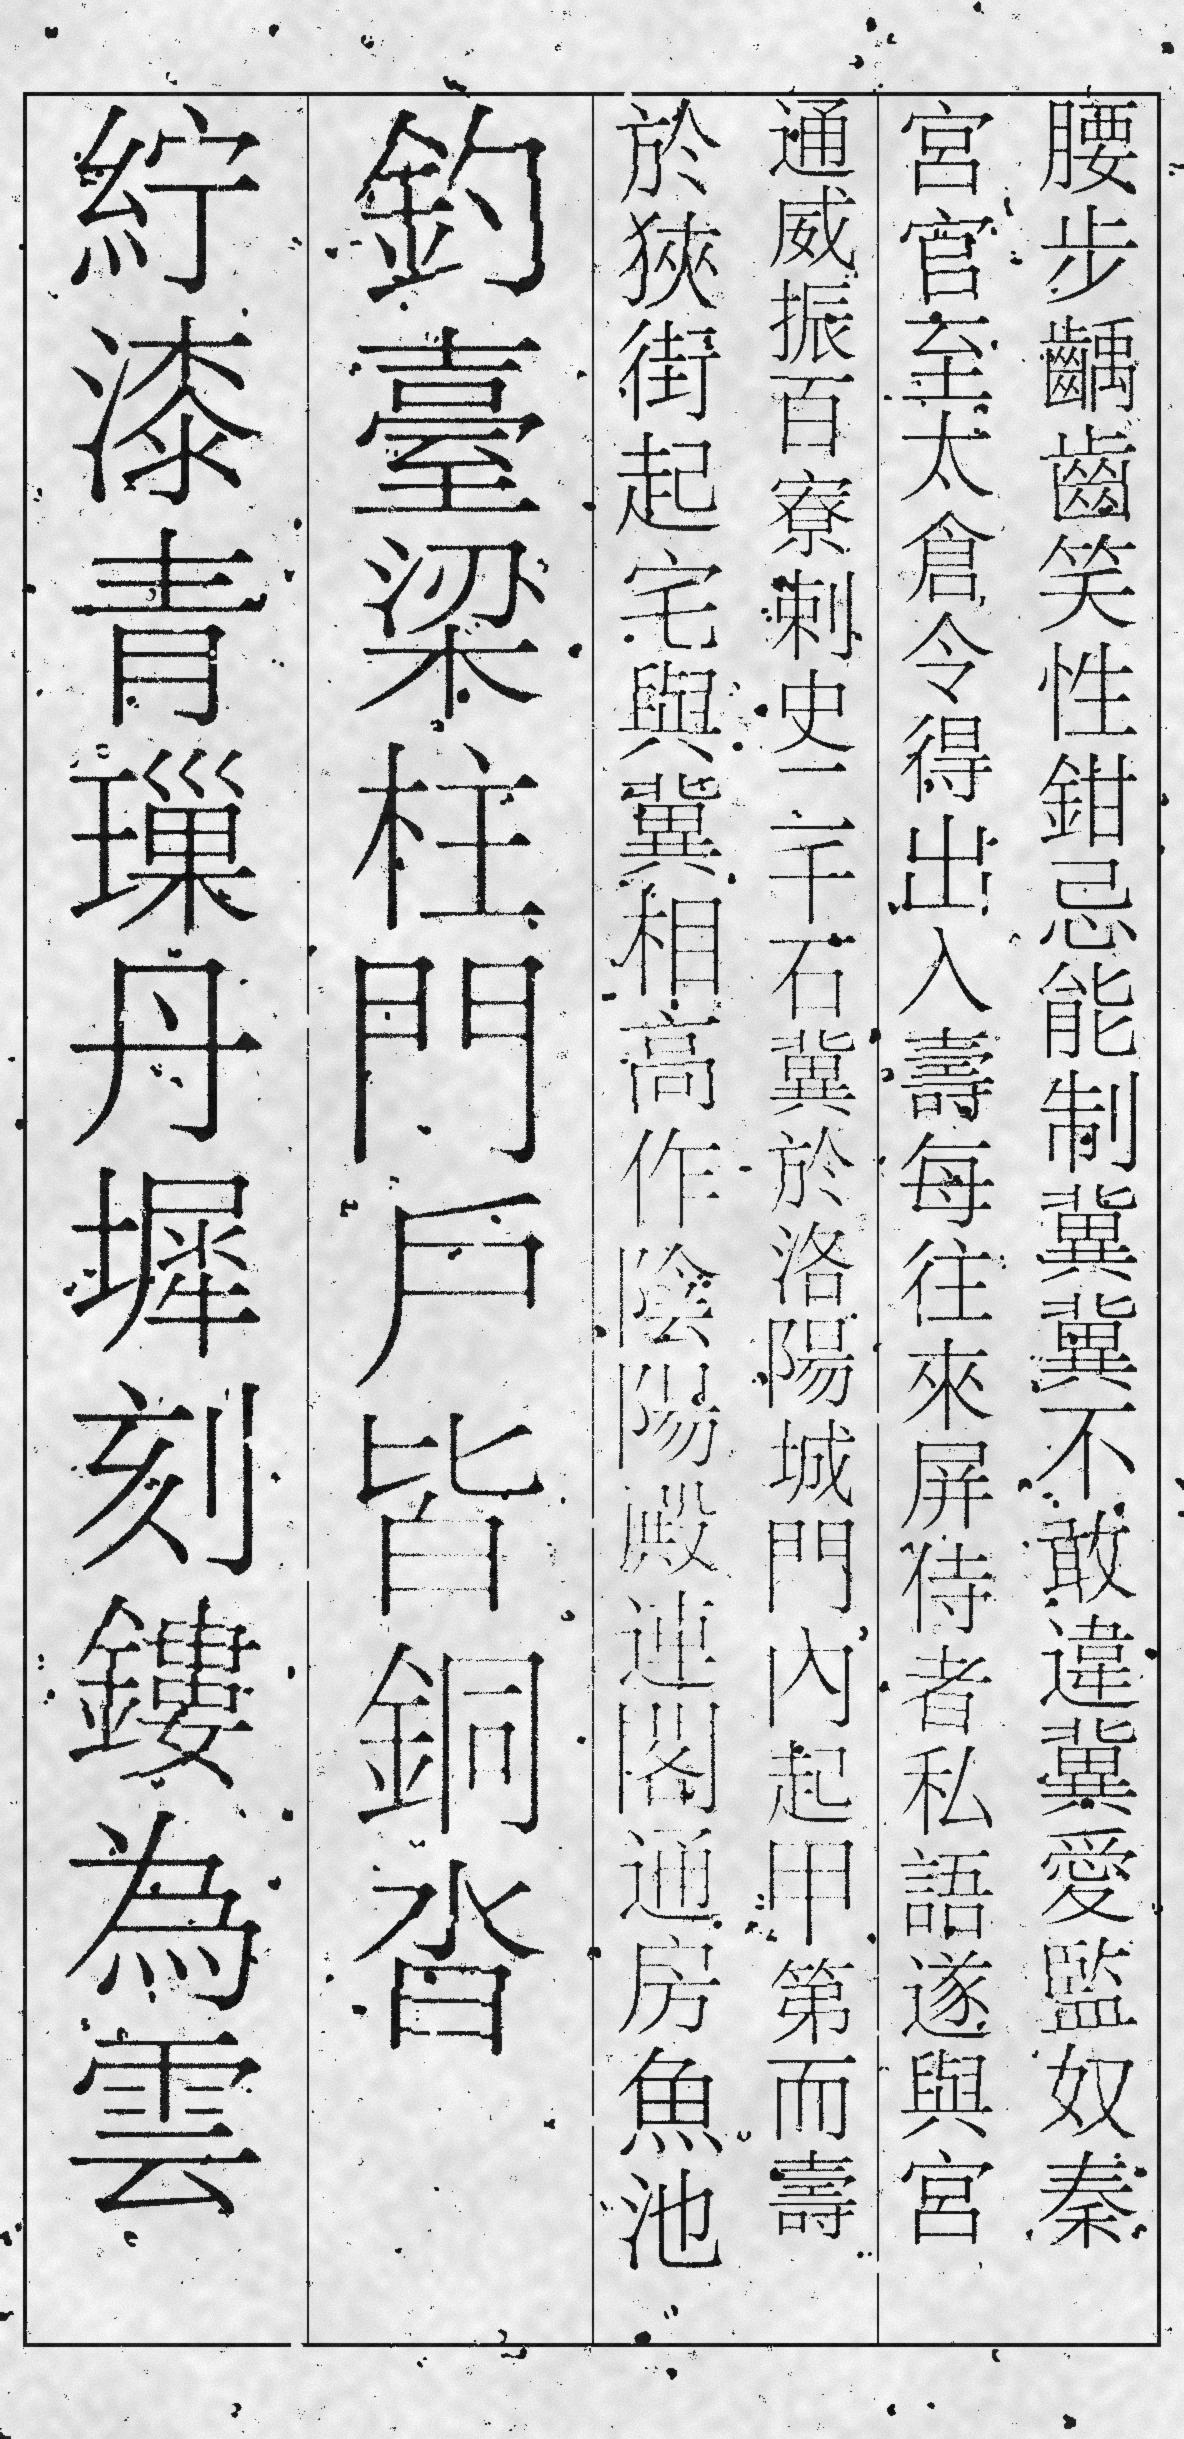 腰步齲齒笑性鉗忌能制冀冀不敢違冀愛監奴秦
宮官至太倉令得出入壽每往來屏待者私語遂與宮
通威振百寮刺史二千石冀於洛陽城門內起甲第而壽
於狹街起宅與冀相高作陰陽殿連閣通房魚池
釣臺梁柱門戶皆銅沓
紵漆青璅丹墀刻鏤為雲